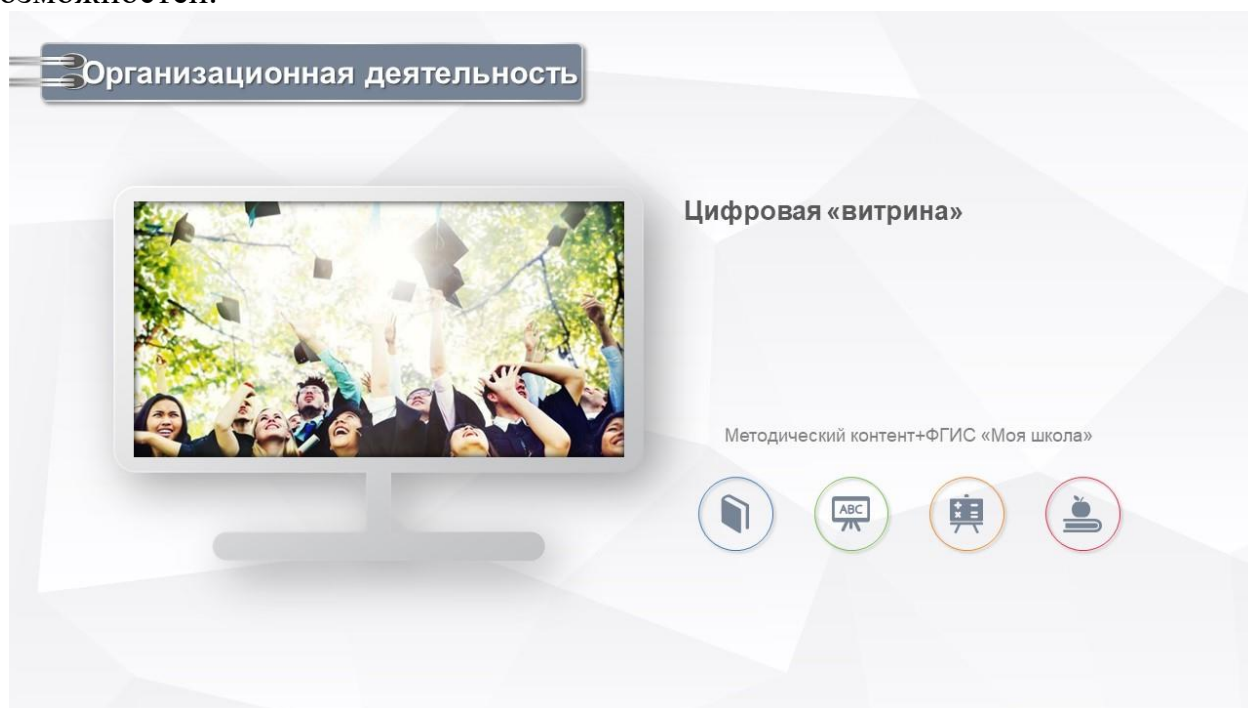 Организационная деятельность
Цифровая «витрина»
Методический контент+ФГИС «Моя школа»
ABC